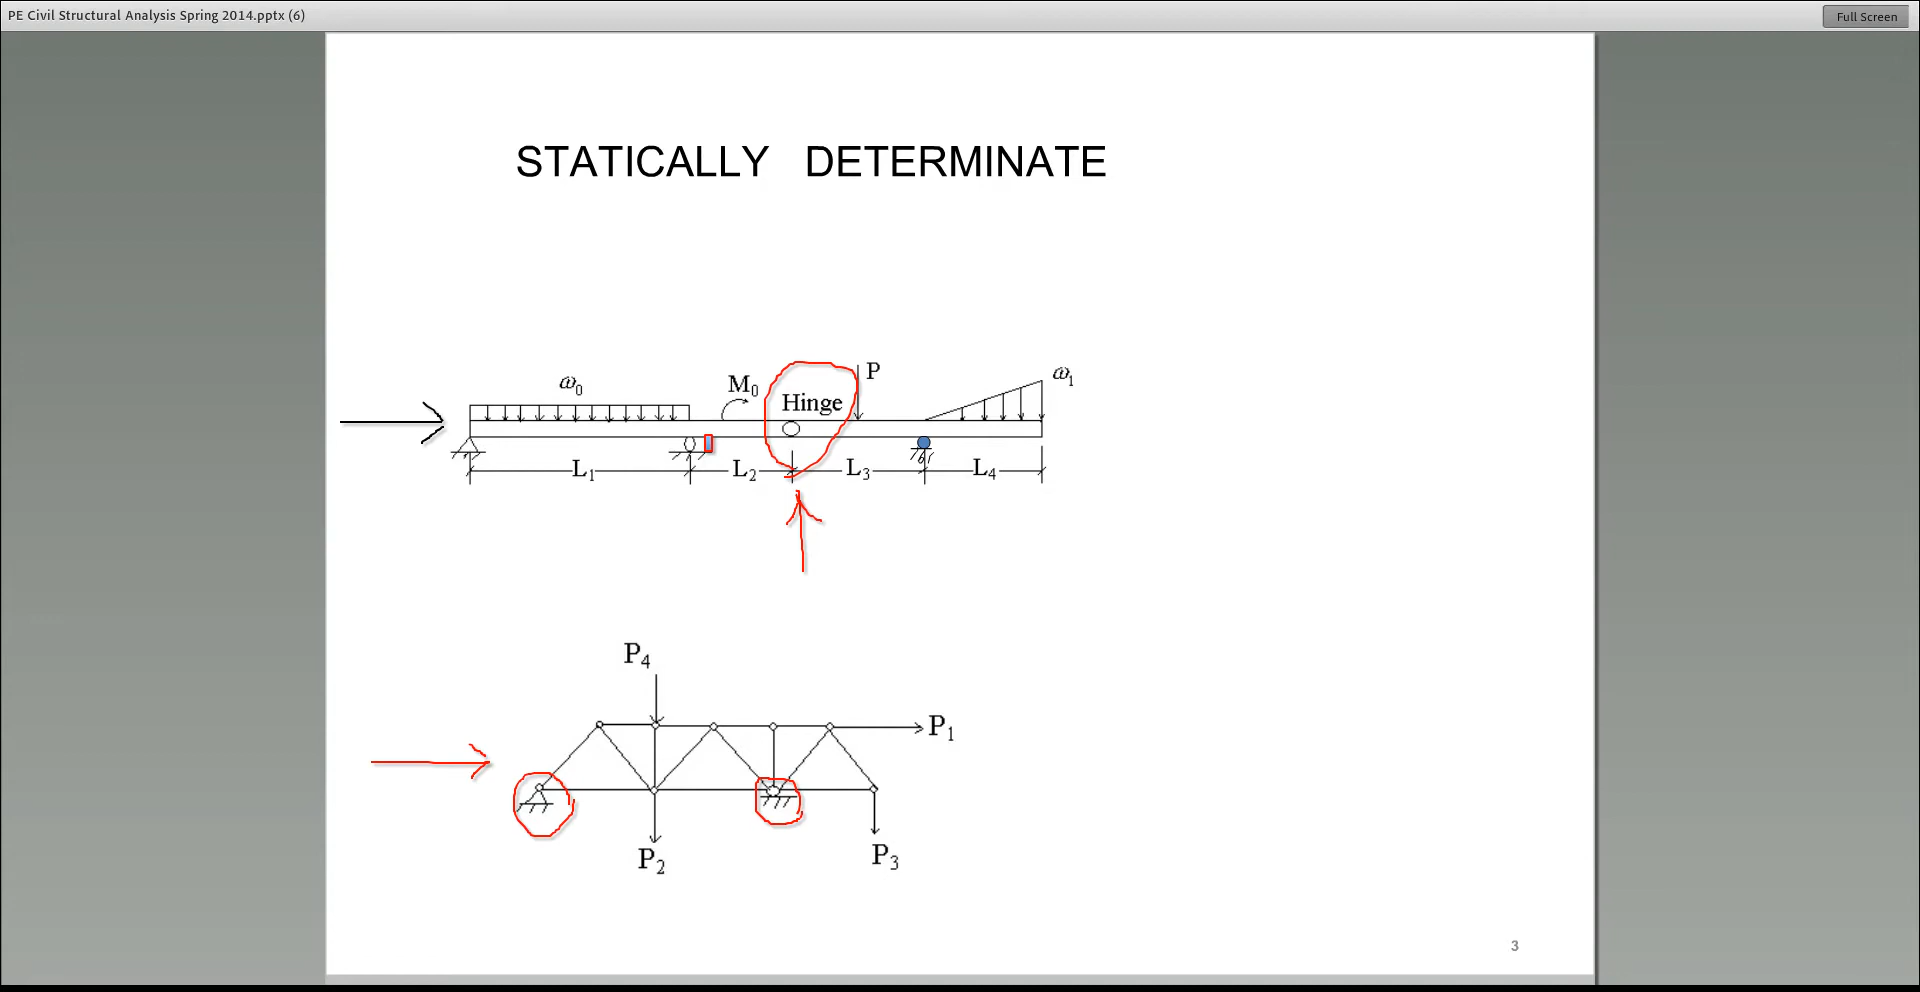 PE Civil Structural Analysis Spring 2014.pptx (6)
Full Screen
STATICALLY DETERMINATE
ω₀
M₀
Hinge
P
ω₁
L₁
L₂
L₃
L₄
P₄
P₁
P₂
P₃
3